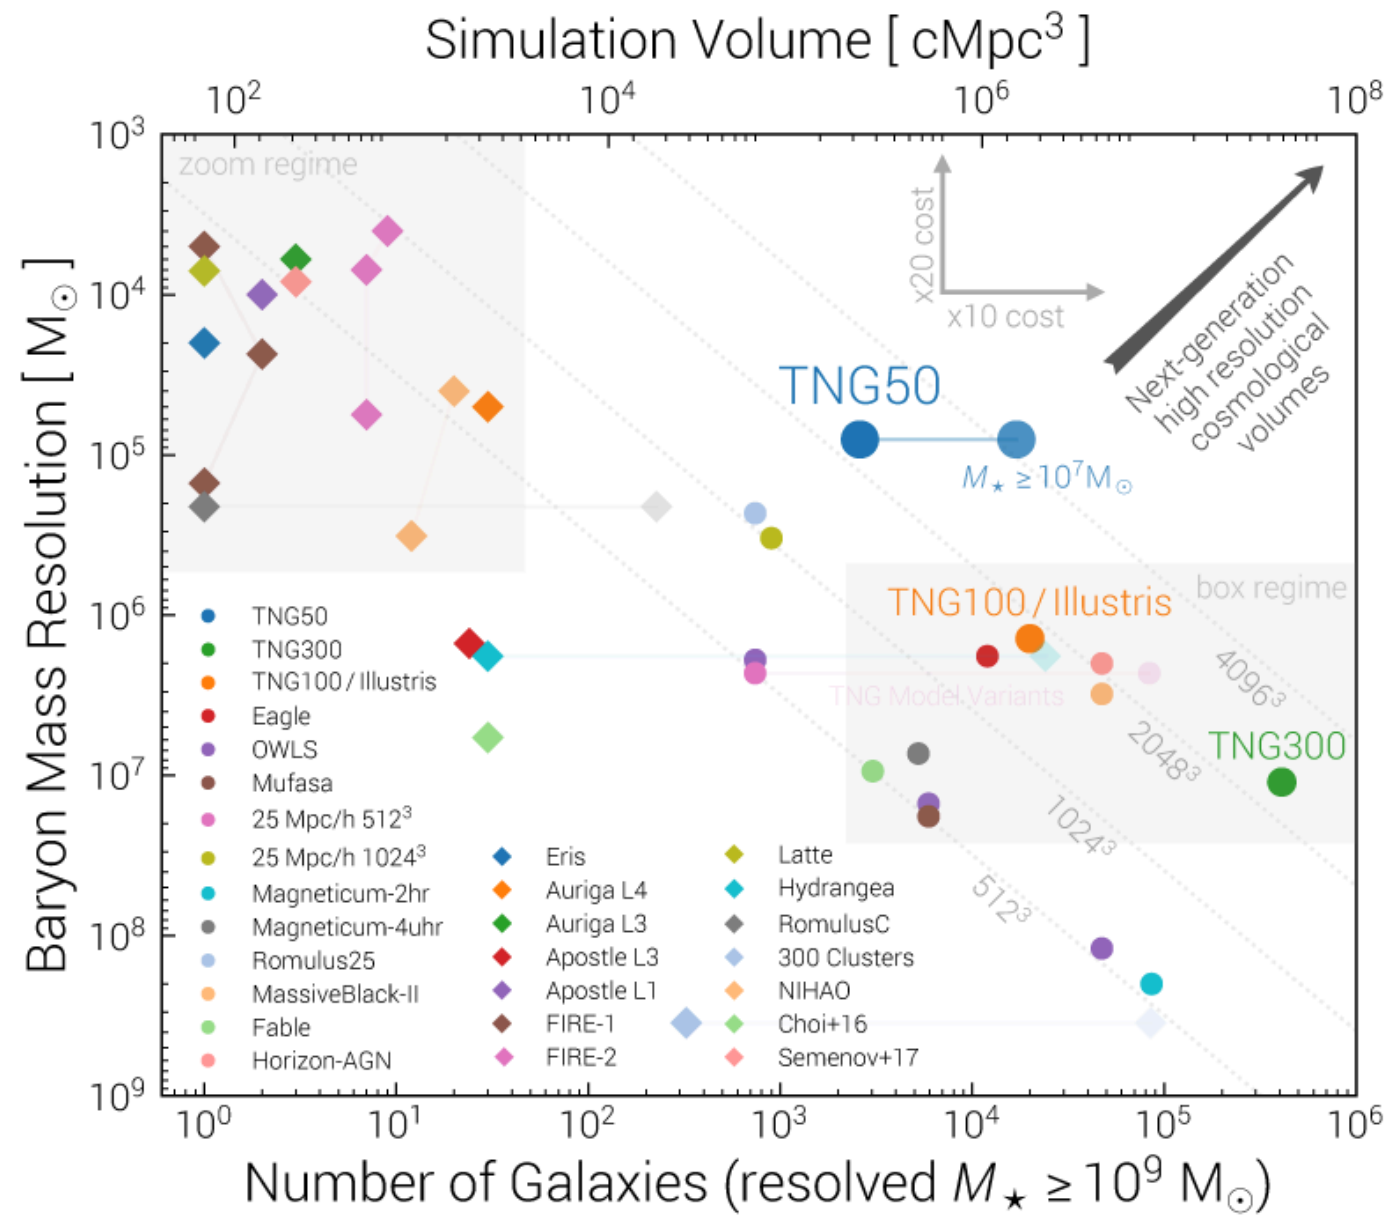 Simulation Volume [ cMpc³ ]
10² 10⁴ 10⁶ 10⁸
Baryon Mass Resolution [ M☉ ]
10³
10⁴
10⁵
10⁶
10⁷
10⁸
10⁹
zoom regime
x20 cost
x10 cost
Next-generation
high resolution
cosmological
volumes
TNG50
M★ ≥ 10⁷ M☉
box regime
TNG100 / Illustris
TNG Model Variants
TNG300
4096³
2048³
1024³
512³
TNG50
TNG300
TNG100 / Illustris
Eagle
OWLS
Mufasa
25 Mpc/h 512³
25 Mpc/h 1024³
Magneticum-2hr
Magneticum-4uhr
Romulus25
MassiveBlack-II
Fable
Horizon-AGN
Eris
Auriga L4
Auriga L3
Apostle L3
Apostle L1
FIRE-1
FIRE-2
Latte
Hydrangea
RomulusC
300 Clusters
NIHAO
Choi+16
Semenov+17
10⁰ 10¹ 10² 10³ 10⁴ 10⁵ 10⁶
Number of Galaxies (resolved M★ ≥ 10⁹ M☉)